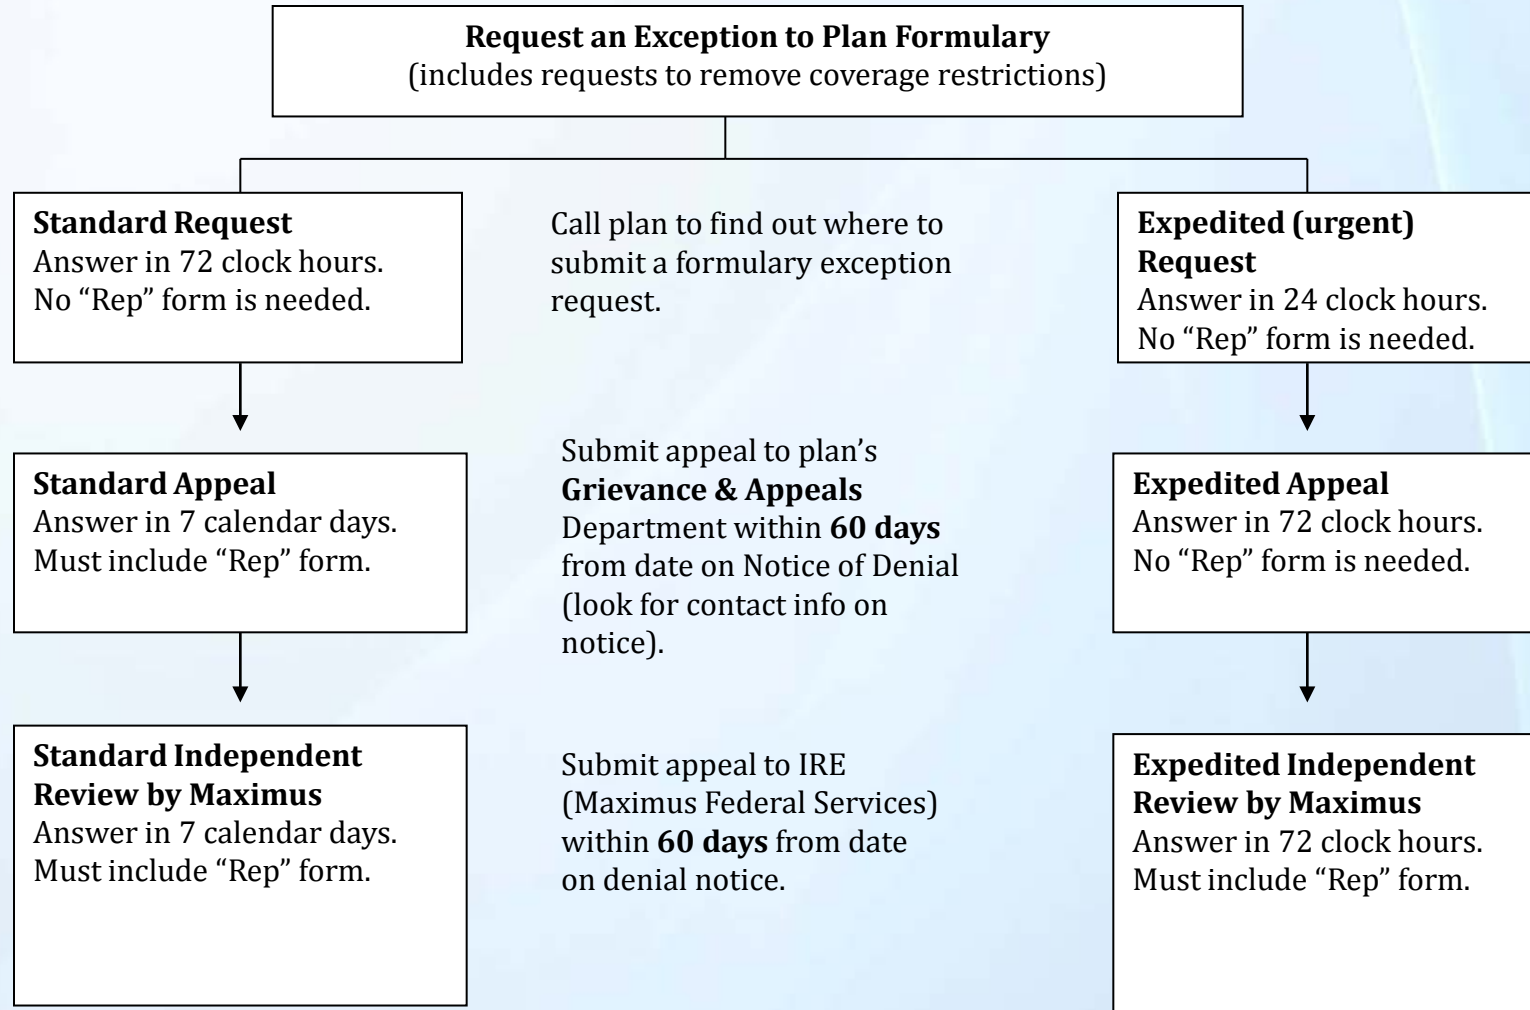 Request an Exception to Plan Formulary
(includes requests to remove coverage restrictions)
Standard Request
Answer in 72 clock hours.
No “Rep” form is needed.
Call plan to find out where to
submit a formulary exception
request.
Expedited (urgent)
Request
Answer in 24 clock hours.
No “Rep” form is needed.
Standard Appeal
Answer in 7 calendar days.
Must include “Rep” form.
Submit appeal to plan’s
Grievance & Appeals
Department within 60 days
from date on Notice of Denial
(look for contact info on
notice).
Expedited Appeal
Answer in 72 clock hours.
No “Rep” form is needed.
Standard Independent
Review by Maximus
Answer in 7 calendar days.
Must include “Rep” form.
Submit appeal to IRE
(Maximus Federal Services)
within 60 days from date
on denial notice.
Expedited Independent
Review by Maximus
Answer in 72 clock hours.
Must include “Rep” form.